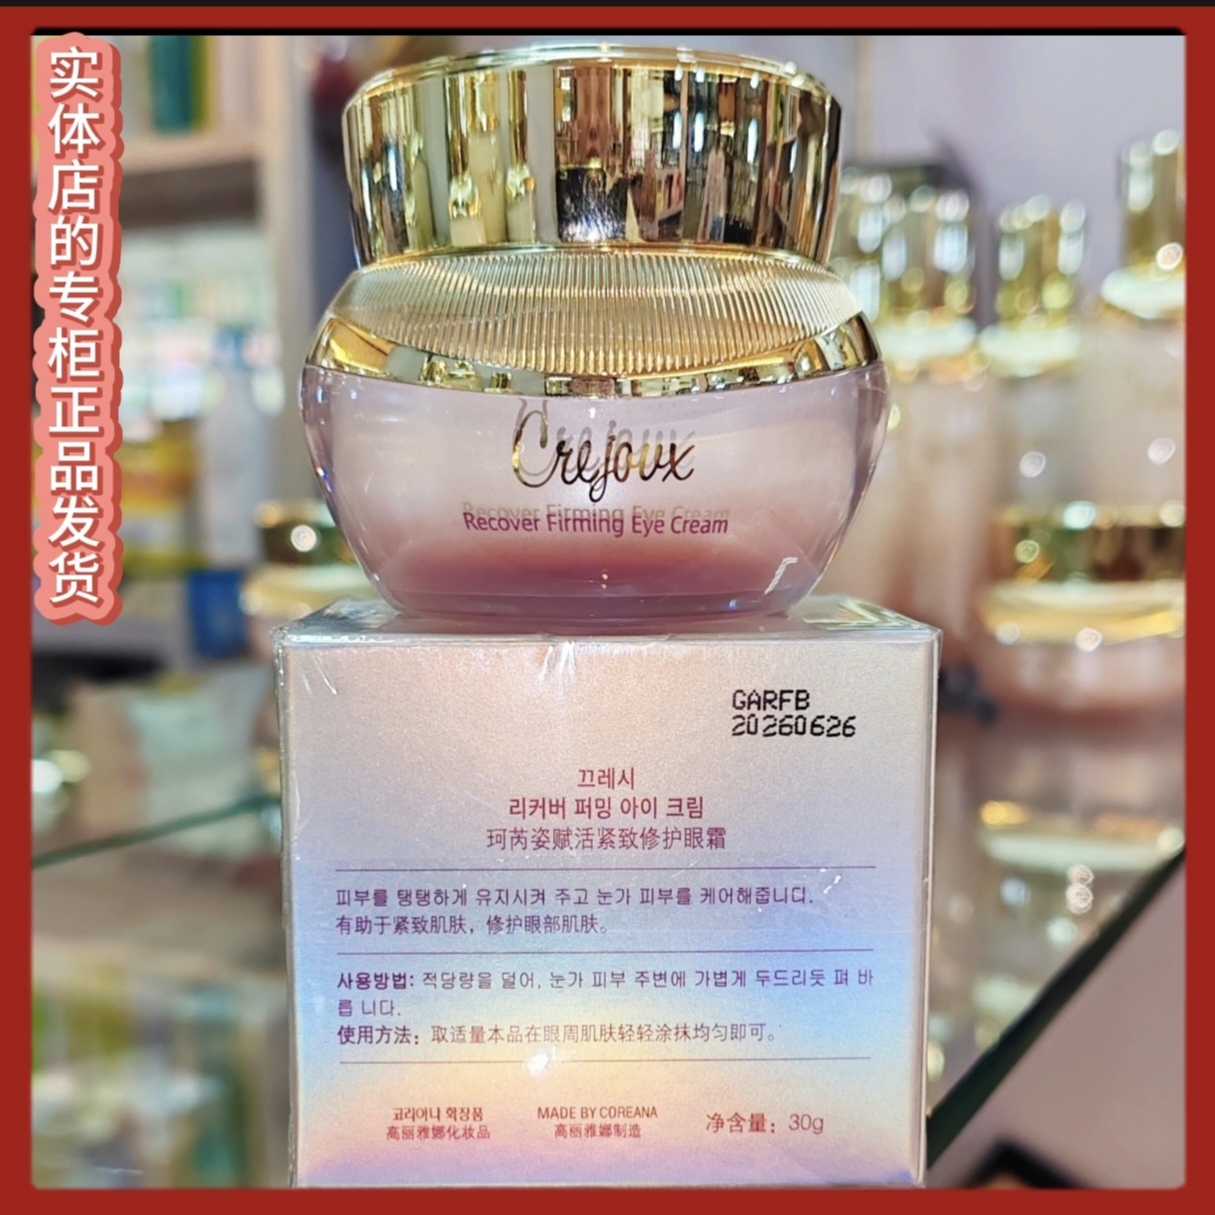 实体店的专柜正品发货
Crejoux
Recover Firming Eye Cream
GARFB
20260626
끄레시
리커버 퍼밍 아이 크림
珂芮姿赋活紧致修护眼霜
피부를 탱탱하게 유지시켜 주고 눈가 피부를 케어해줍니다.
有助于紧致肌肤，修护眼部肌肤。
사용방법: 적당량을 덜어, 눈가 피부 주변에 가볍게 두드리듯 펴 바
릅 니다.
使用方法：取适量本品在眼周肌肤轻轻涂抹均匀即可。
코리아나 화장품 MADE BY COREANA 净含量：30g
高丽雅娜化妆品 高丽雅娜制造